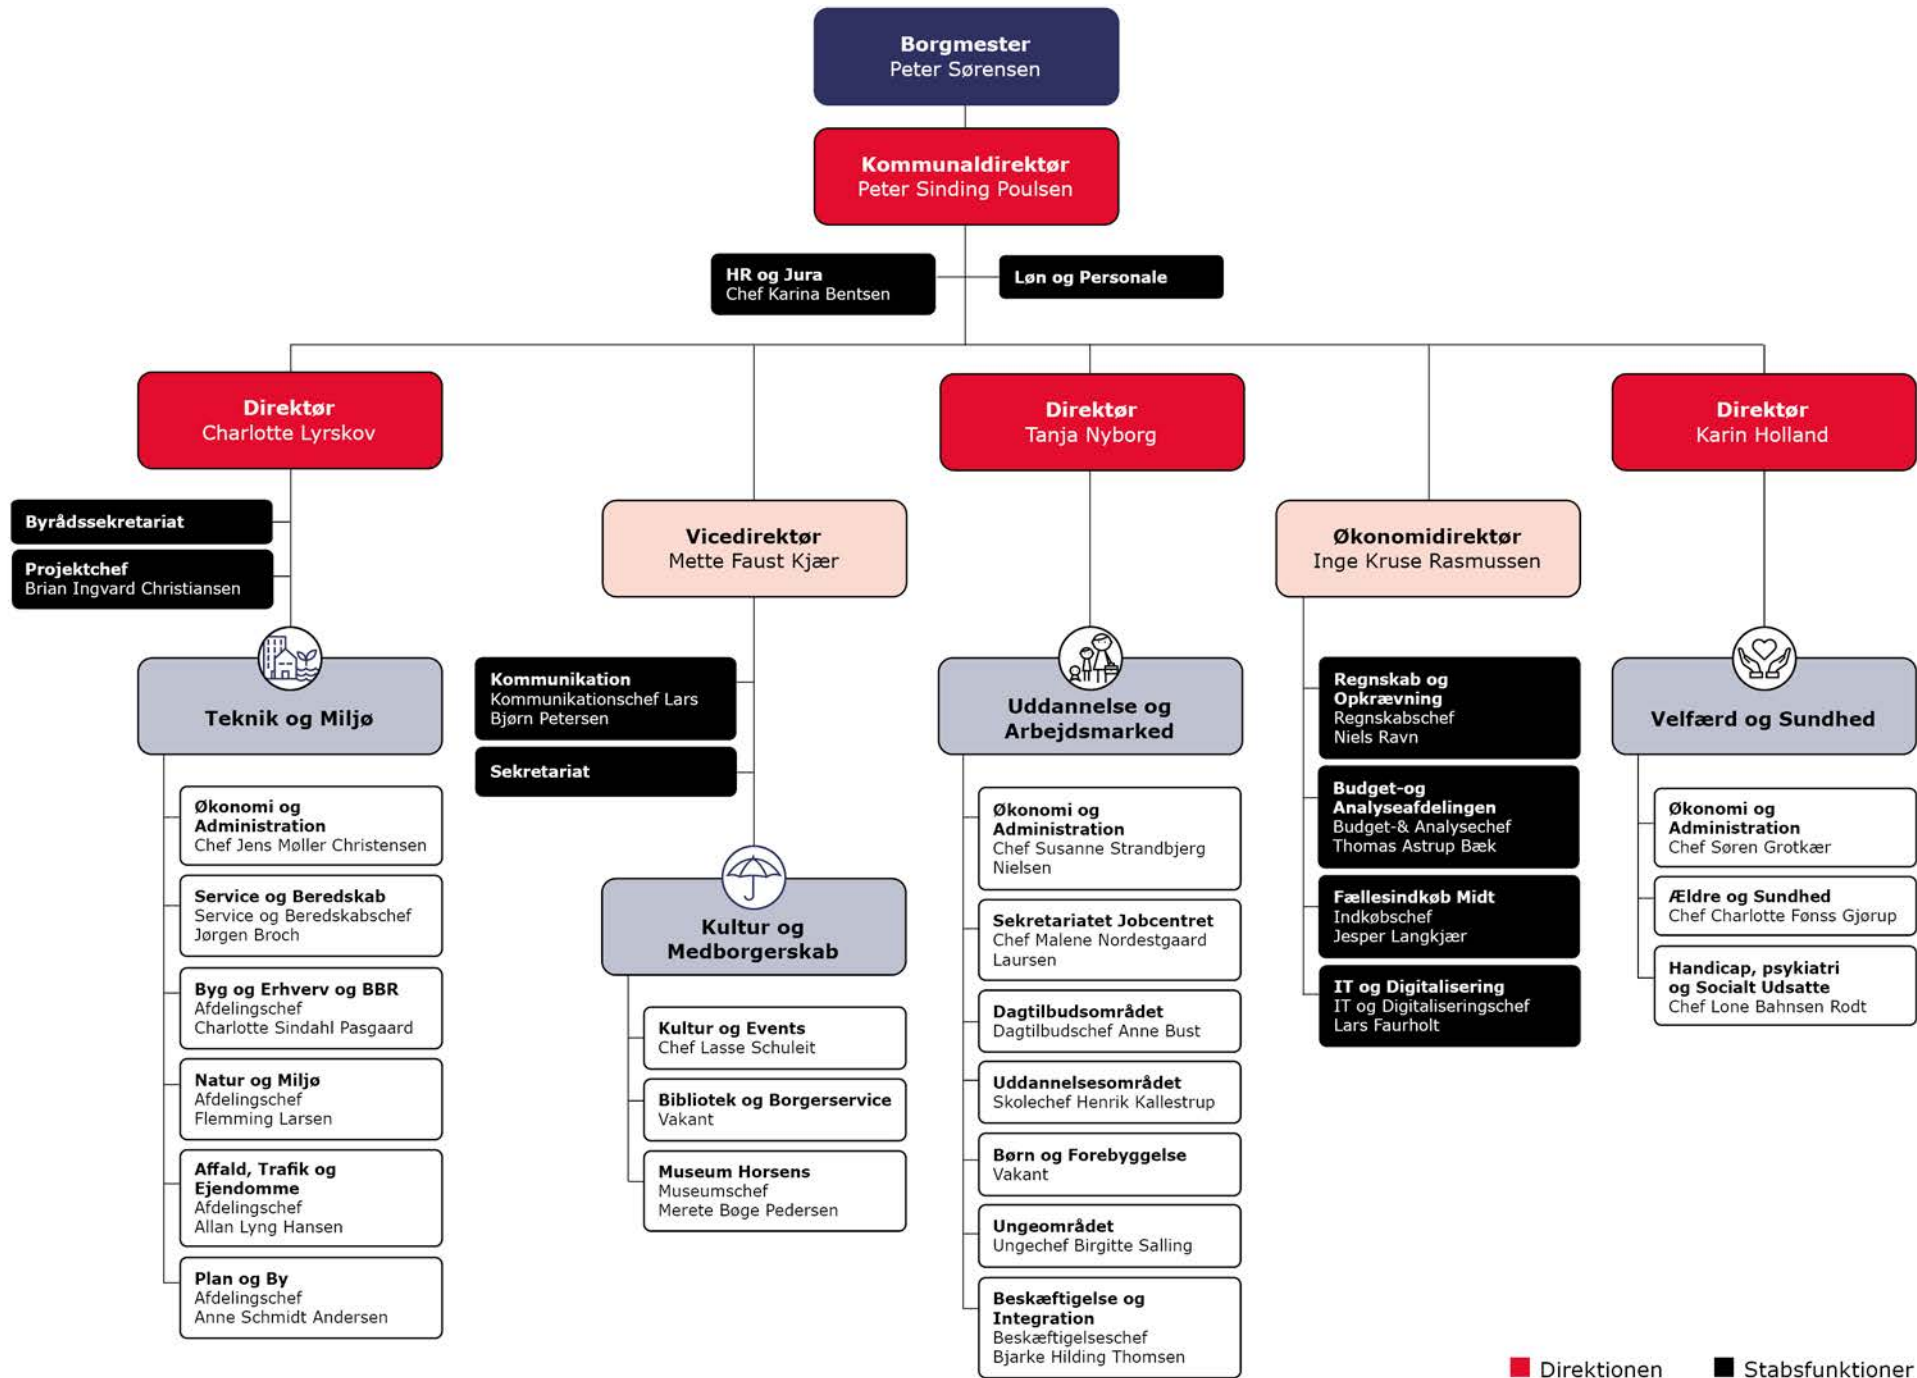 Borgmester
Peter Sørensen
Kommunaldirektør
Peter Sinding Poulsen
HR og Jura
Chef Karina Bentsen
Løn og Personale
Direktør
Charlotte Lyrskov
Byrådssekretariat
Projektchef
Brian Ingvard Christiansen
Teknik og Miljø
Økonomi og
Administration
Chef Jens Møller Christensen
Service og Beredskab
Service og Beredskabschef
Jørgen Broch
Byg og Erhverv og BBR
Afdelingschef
Charlotte Sindahl Pasgaard
Natur og Miljø
Afdelingschef
Flemming Larsen
Affald, Trafik og
Ejendomme
Afdelingschef
Allan Lyng Hansen
Plan og By
Afdelingschef
Anne Schmidt Andersen
Vicedirektør
Mette Faust Kjær
Kommunikation
Kommunikationschef Lars
Bjørn Petersen
Sekretariat
Kultur og
Medborgerskab
Kultur og Events
Chef Lasse Schuleit
Bibliotek og Borgerservice
Vakant
Museum Horsens
Museumschef
Merete Bøge Pedersen
Direktør
Tanja Nyborg
Uddannelse og
Arbejdsmarked
Økonomi og
Administration
Chef Susanne Strandbjerg
Nielsen
Sekretariatet Jobcentret
Chef Malene Nordestgaard
Laursen
Dagtilbudsområdet
Dagtilbudschef Anne Bust
Uddannelsesområdet
Skolechef Henrik Kallestrup
Børn og Forebyggelse
Vakant
Ungeområdet
Ungechef Birgitte Salling
Beskæftigelse og
Integration
Beskæftigelseschef
Bjarke Hilding Thomsen
Økonomidirektør
Inge Kruse Rasmussen
Regnskab og
Opkrævning
Regnskabschef
Niels Ravn
Budget-og
Analyseafdelingen
Budget-& Analysechef
Thomas Astrup Bæk
Fællesindkøb Midt
Indkøbschef
Jesper Langkjær
IT og Digitalisering
IT og Digitaliseringschef
Lars Faurholt
Direktør
Karin Holland
Velfærd og Sundhed
Økonomi og
Administration
Chef Søren Grotkær
Ældre og Sundhed
Chef Charlotte Fønss Gjørup
Handicap, psykiatri
og Socialt Udsatte
Chef Lone Bahnsen Rodt
Direktionen
Stabsfunktioner